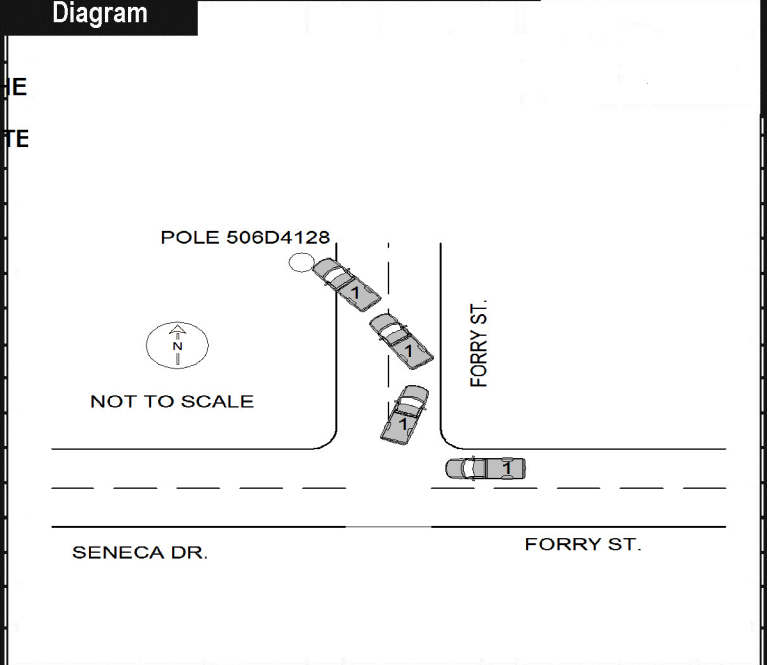 Diagram
HE
TE
POLE 506D4128
1
1
FORRY ST.
N
NOT TO SCALE
1
1
SENECA DR.
FORRY ST.